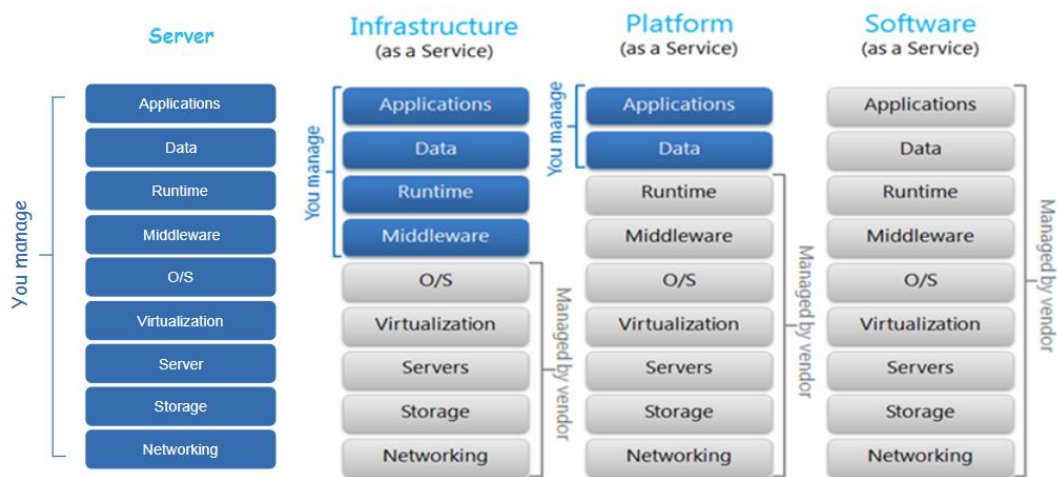 Server
Infrastructure
(as a Service)
Platform
(as a Service)
Software
(as a Service)
You manage
Applications
Data
Runtime
Middleware
O/S
Virtualization
Server
Storage
Networking
You manage
Applications
Data
Runtime
Middleware
O/S
Virtualization
Servers
Storage
Networking
Managed by vendor
You manage
Applications
Data
Runtime
Middleware
O/S
Virtualization
Servers
Storage
Networking
Managed by vendor
Applications
Data
Runtime
Middleware
O/S
Virtualization
Servers
Storage
Networking
Managed by vendor